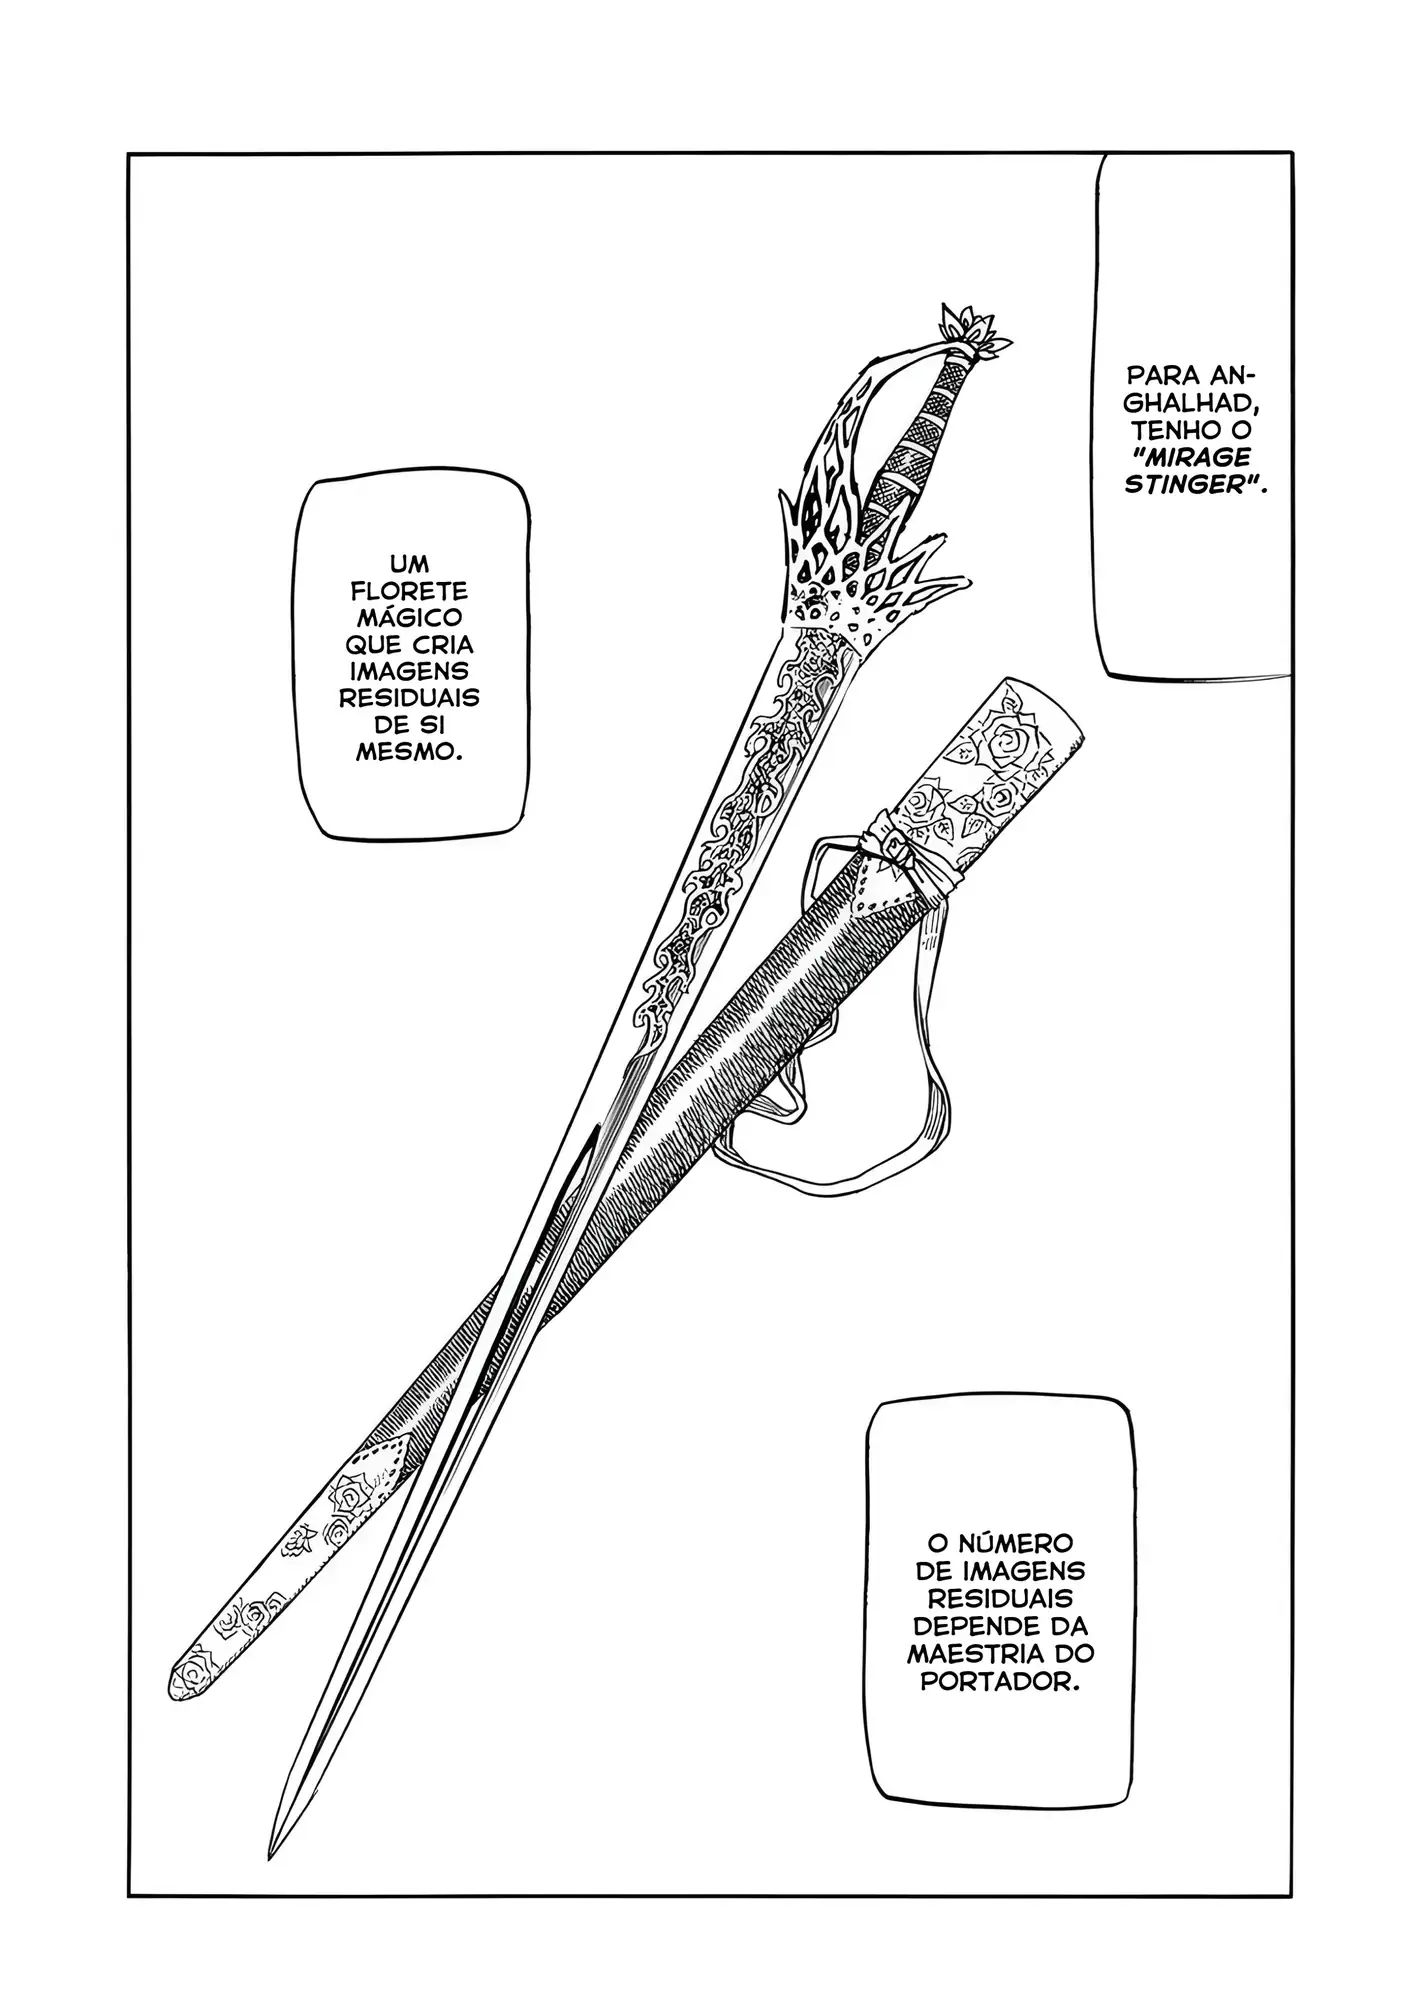 PARA AN-
GHALHAD,
TENHO O
"MIRAGE
STINGER".
UM
FLORETE
MÁGICO
QUE CRIA
IMAGENS
RESIDUAIS
DE SI
MESMO.
O NÚMERO
DE IMAGENS
RESIDUAIS
DEPENDE DA
MAESTRIA DO
PORTADOR.